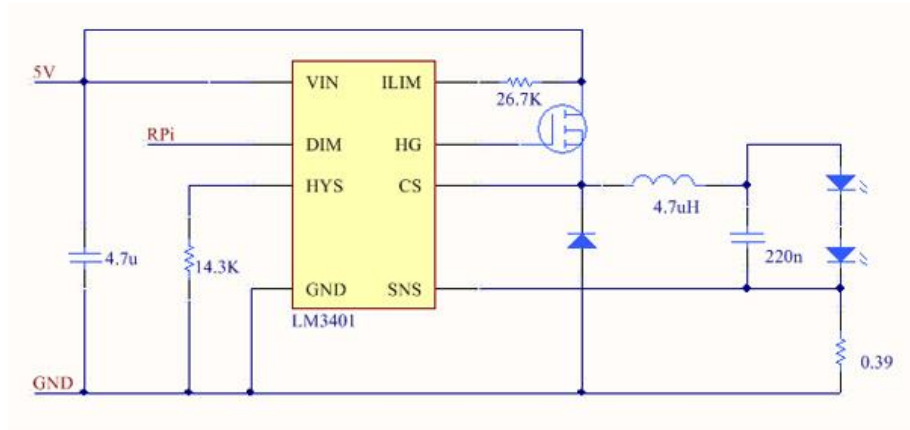 5V
VIN
ILIM
26.7K
RPi
DIM
HG
HYS
CS
4.7uH
4.7u
14.3K
220n
GND
SNS
LM3401
0.39
GND